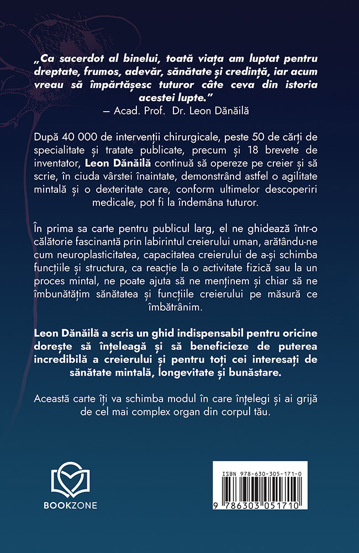 „Ca sacerdot al binelui, toată viața am luptat pentru
dreptate, frumos, adevăr, sănătate și credință, iar acum
vreau să împărtășesc tuturor câte ceva din istoria
acestei lupte.”
– Acad. Prof. Dr. Leon Dănăilă
După 40 000 de intervenții chirurgicale, peste 50 de cărți de
specialitate și tratate publicate, precum și 18 brevete de
inventator, Leon Dănăilă continuă să opereze pe creier și să
scrie, în ciuda vârstei înaintate, demonstrând astfel o agilitate
mintală și o dexteritate care, conform ultimelor descoperiri
medicale, pot fi la îndemâna tuturor.
În prima sa carte pentru publicul larg, el ne ghidează într-o
călătorie fascinantă prin labirintul creierului uman, arătându-ne
cum neuroplasticitatea, capacitatea creierului de a-și schimba
funcțiile și structura, ca reacție la o activitate fizică sau la un
proces mintal, ne poate ajuta să ne menținem și chiar să ne
îmbunătățim sănătatea și funcțiile creierului pe măsură ce
îmbătrânim.
Leon Dănăilă a scris un ghid indispensabil pentru oricine
dorește să înțeleagă și să beneficieze de puterea
incredibilă a creierului și pentru toți cei interesați de
sănătate mintală, longevitate și bunăstare.
Această carte îți va schimba modul în care înțelegi și ai grijă
de cel mai complex organ din corpul tău.
BOOKZONE
ISBN 978-630-305-171-0
9 786303 051710